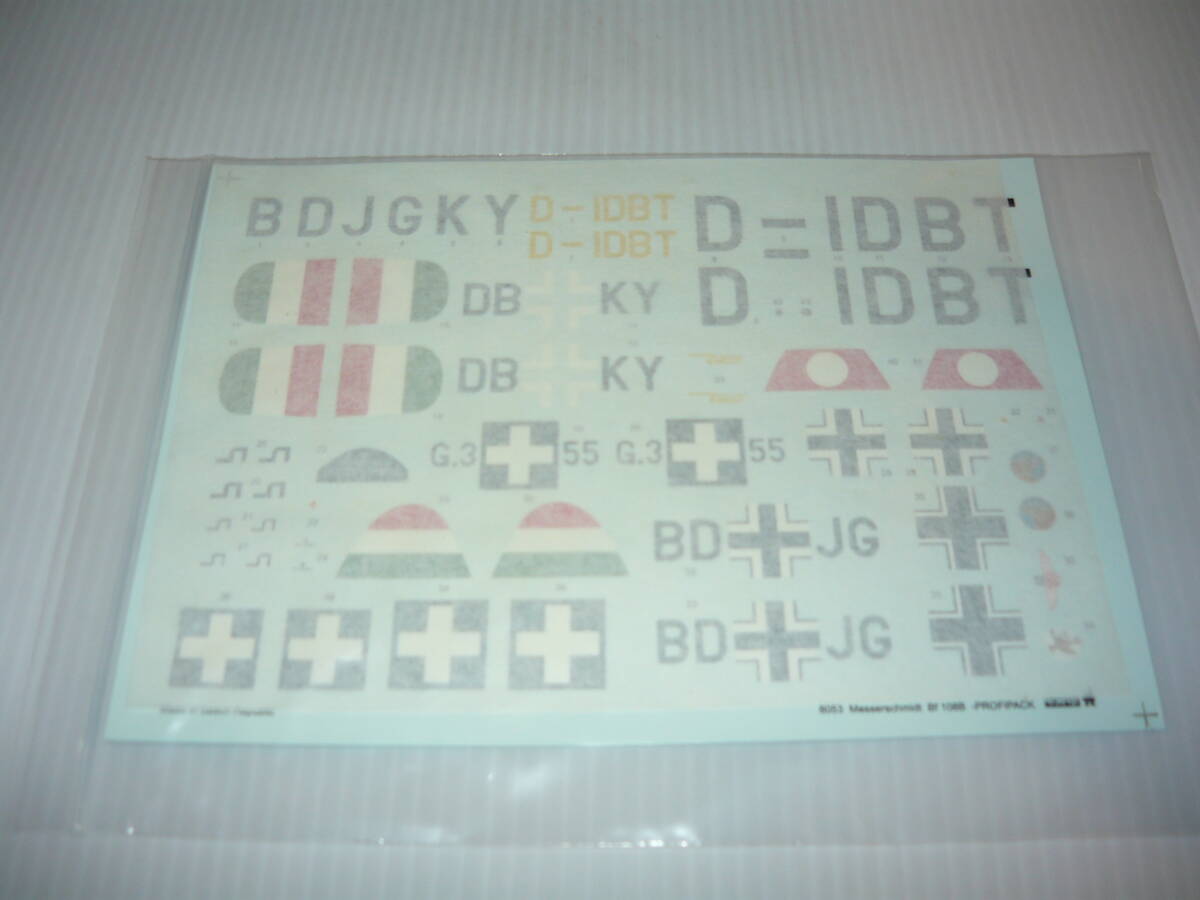 BDJGKY D-IDBT D=IDBT
D-IDBT
DB KY D IDBT
DB KY
G.3 55 G.3 55
BD JG
BD JG
8053 Messerschmidt Bf 108B -PROFIPACK